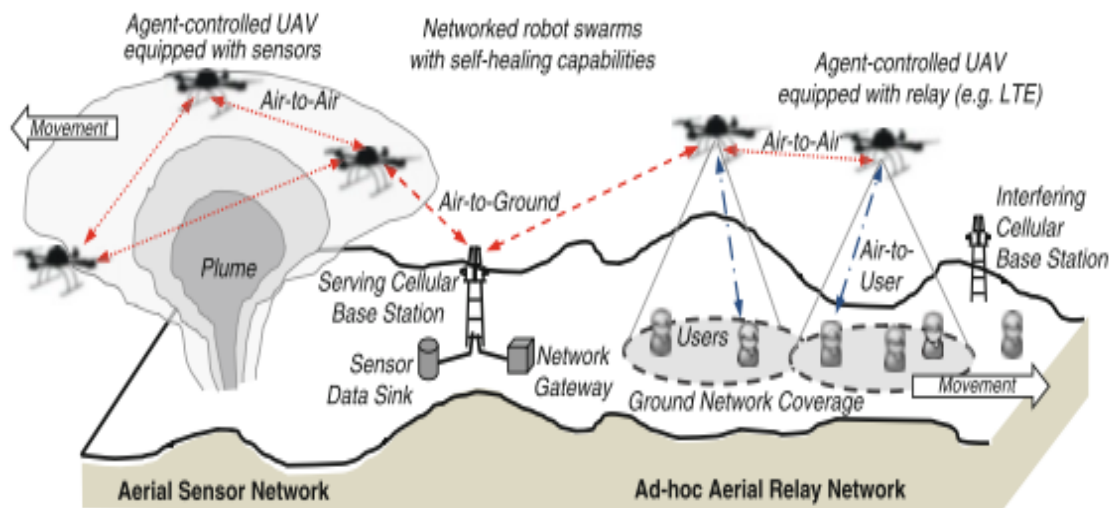 Agent-controlled UAV
equipped with sensors
Networked robot swarms
with self-healing capabilities
Agent-controlled UAV
equipped with relay (e.g. LTE)
Air-to-Air
Movement
Air-to-Air
Air-to-Ground
Interfering
Cellular
Base Station
Plume
Serving Cellular
Base Station
Air-to-
User
Users
Sensor
Data Sink
Network
Gateway
Ground Network Coverage
Movement
Aerial Sensor Network
Ad-hoc Aerial Relay Network